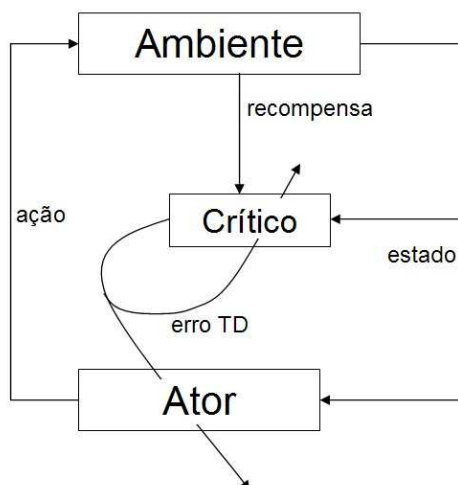 Ambiente
recompensa
ação
Crítico
estado
erro TD
Ator